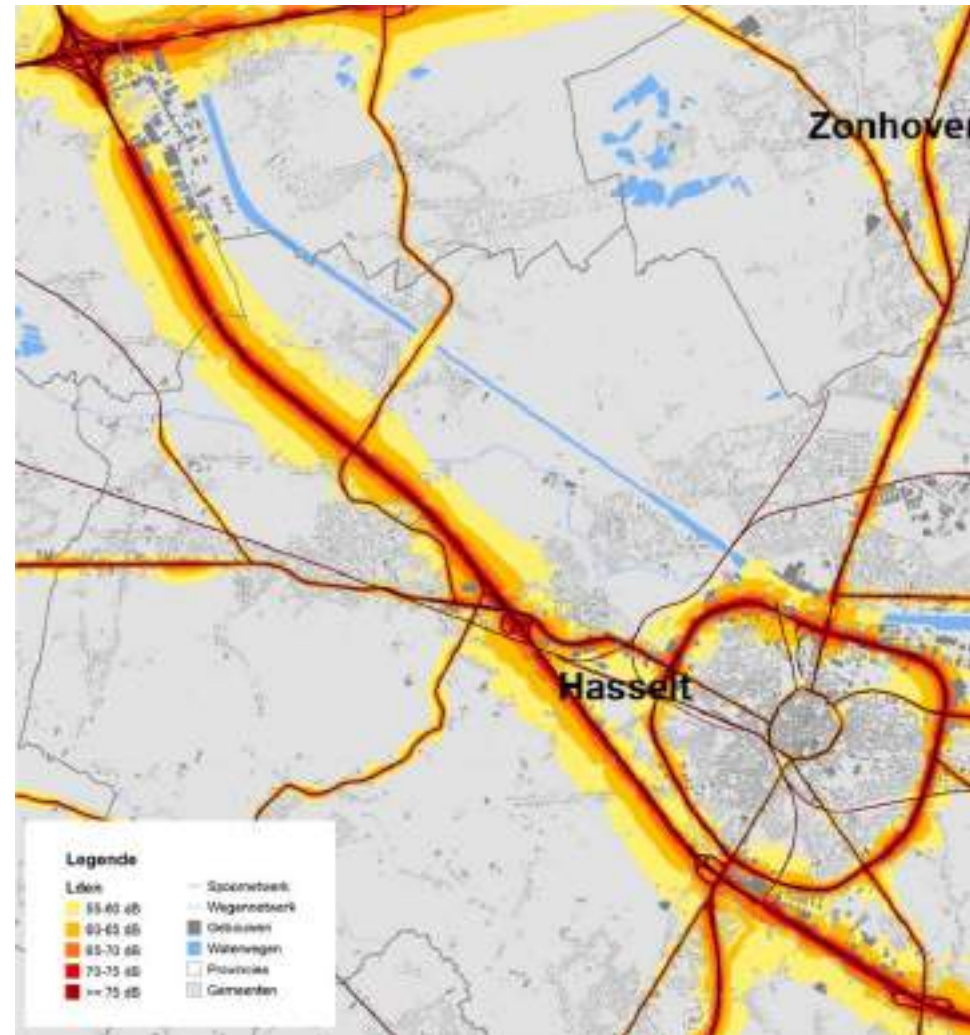 Zonhoven
Hasselt
Legende
Lden
55-60 dB
60-65 dB
65-70 dB
70-75 dB
>= 75 dB
Spoornetwerk
Wegennetwerk
Gebouwen
Waterwegen
Provincies
Gemeenten